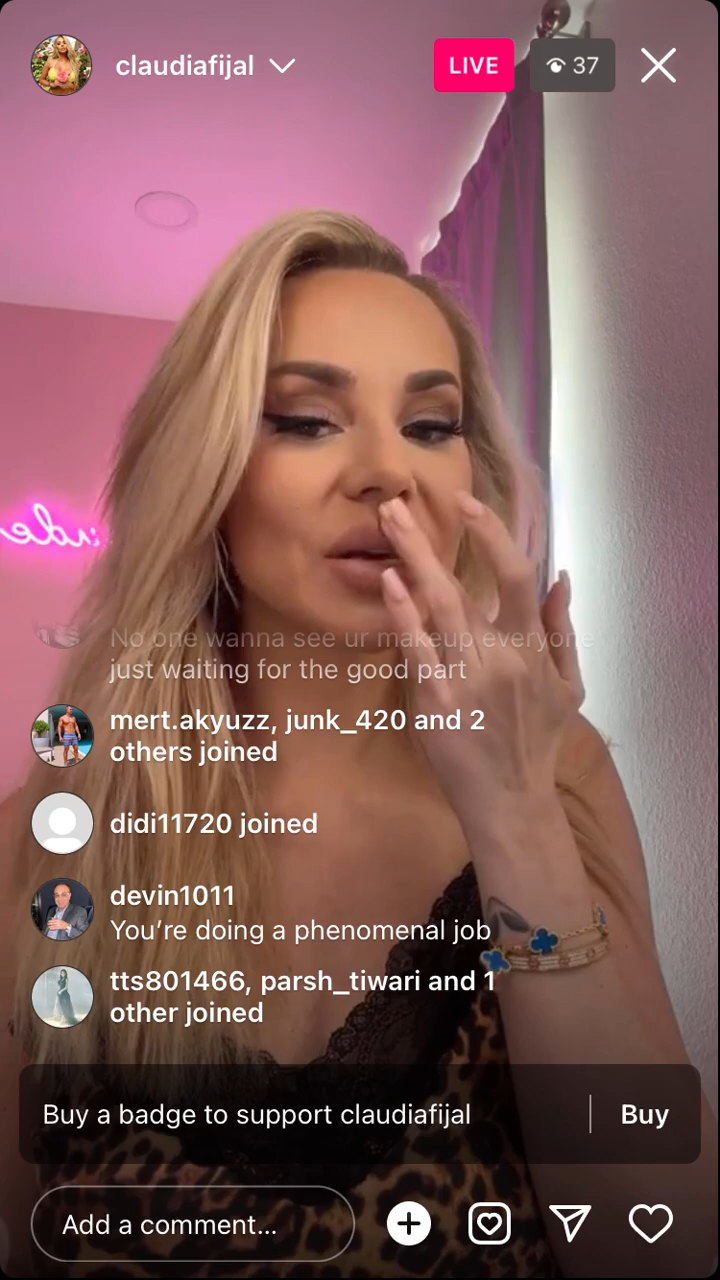 claudiafijal
LIVE
37
inde
No one wanna see ur makeup everyone
just waiting for the good part
mert.akyuzz, junk_420 and 2
others joined
didi11720 joined
devin1011
You're doing a phenomenal job
tts801466, parsh_tiwari and 1
other joined
Buy a badge to support claudiafijal
Buy
Add a comment...